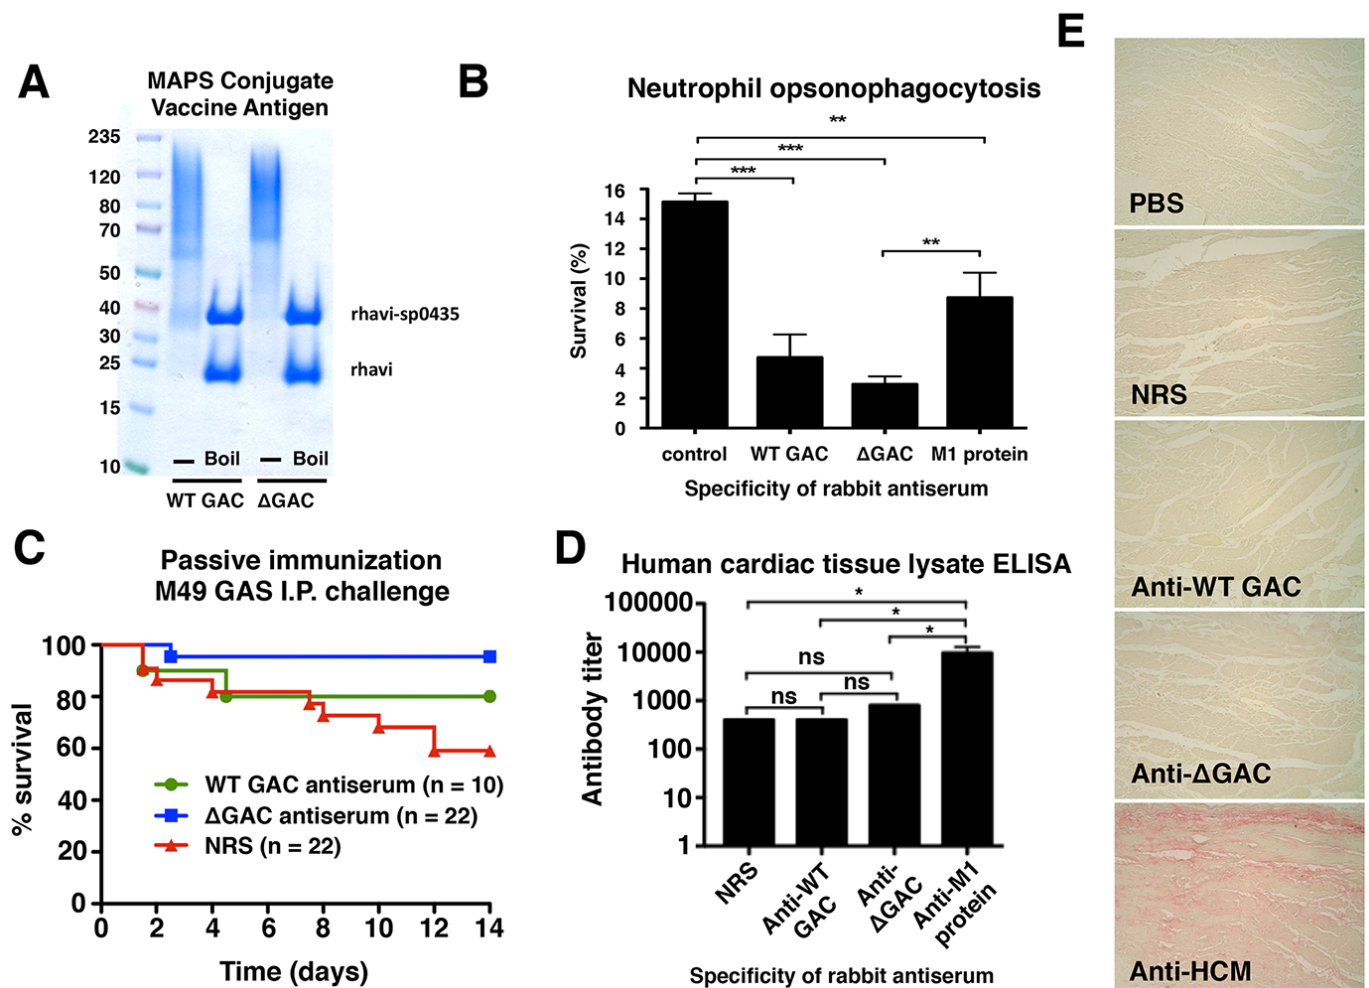 A
MAPS Conjugate
Vaccine Antigen
235
120
80
70
50
40
30
25
15
10
rhavi-sp0435
rhavi
— Boil — Boil
WT GAC ΔGAC
B
Neutrophil opsonophagocytosis
**
***
***
**
Survival (%)
16
14
12
10
8
6
4
2
0
control WT GAC ΔGAC M1 protein
Specificity of rabbit antiserum
C
Passive immunization
M49 GAS I.P. challenge
% survival
100
80
60
40
20
0
WT GAC antiserum (n = 10)
ΔGAC antiserum (n = 22)
NRS (n = 22)
0 2 4 6 8 10 12 14
Time (days)
D
Human cardiac tissue lysate ELISA
Antibody titer
100000
10000
1000
100
10
1
*
*
*
ns
ns
ns
NRS
Anti-WT
GAC
Anti-
ΔGAC
Anti-M1
protein
Specificity of rabbit antiserum
E
PBS
NRS
Anti-WT GAC
Anti-ΔGAC
Anti-HCM